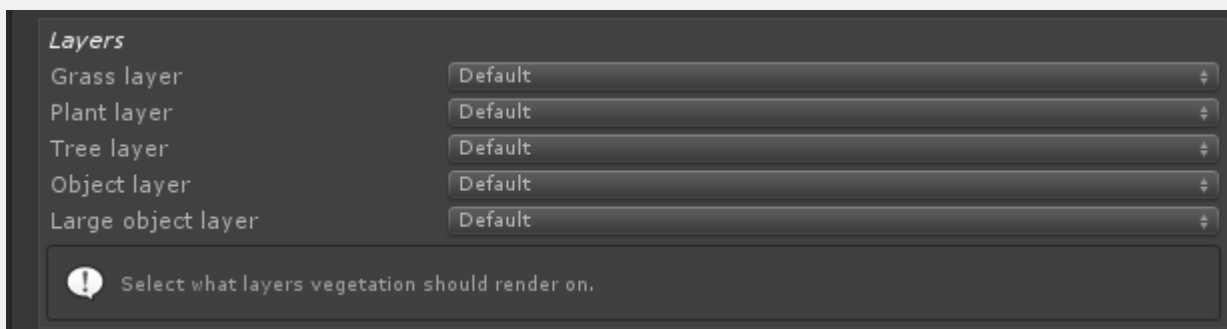 Layers
Grass layer Default
Plant layer Default
Tree layer Default
Object layer Default
Large object layer Default
Select what layers vegetation should render on.